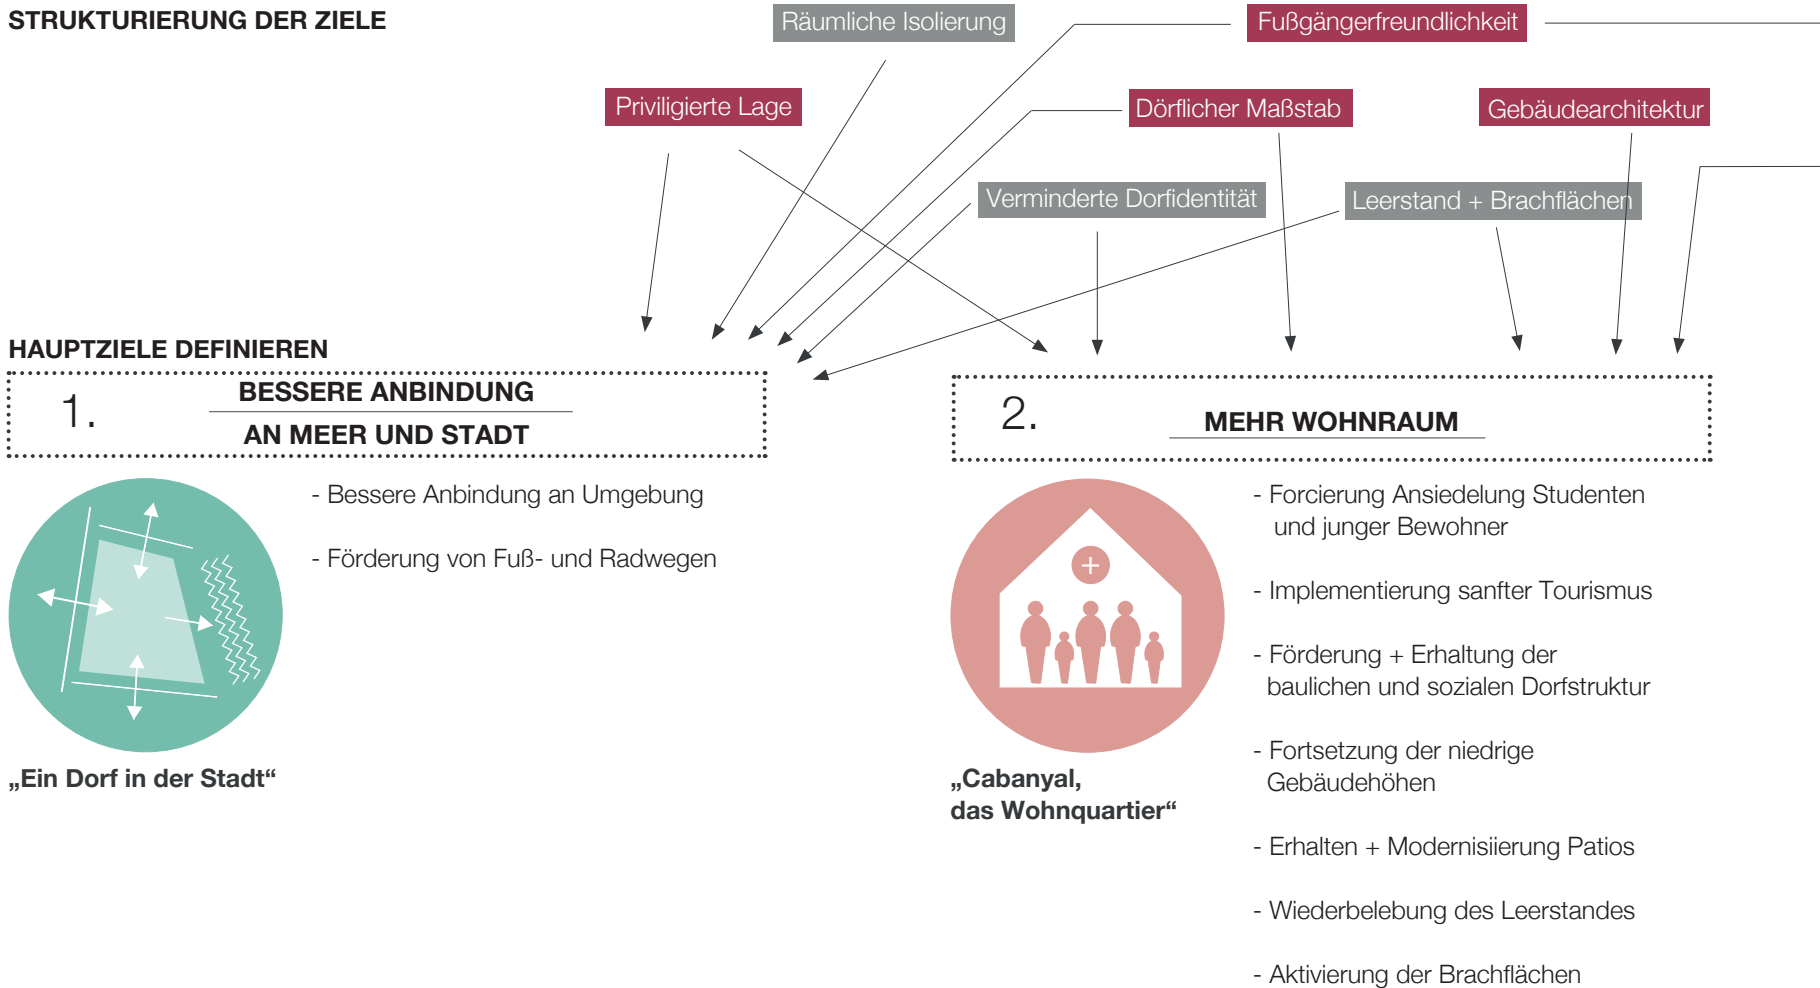 STRUKTURIERUNG DER ZIELE
Räumliche Isolierung
Fußgängerfreundlichkeit
Priviligierte Lage
Dörflicher Maßstab
Gebäudearchitektur
Verminderte Dorfidentität
Leerstand + Brachflächen
HAUPTZIELE DEFINIEREN
1.
BESSERE ANBINDUNG
AN MEER UND STADT
- Bessere Anbindung an Umgebung
- Förderung von Fuß- und Radwegen
„Ein Dorf in der Stadt“
2.
MEHR WOHNRAUM
- Forcierung Ansiedelung Studenten
und junger Bewohner
- Implementierung sanfter Tourismus
- Förderung + Erhaltung der
baulichen und sozialen Dorfstruktur
- Fortsetzung der niedrige
Gebäudehöhen
- Erhalten + Modernisiierung Patios
- Wiederbelebung des Leerstandes
- Aktivierung der Brachflächen
„Cabanyal,
das Wohnquartier“